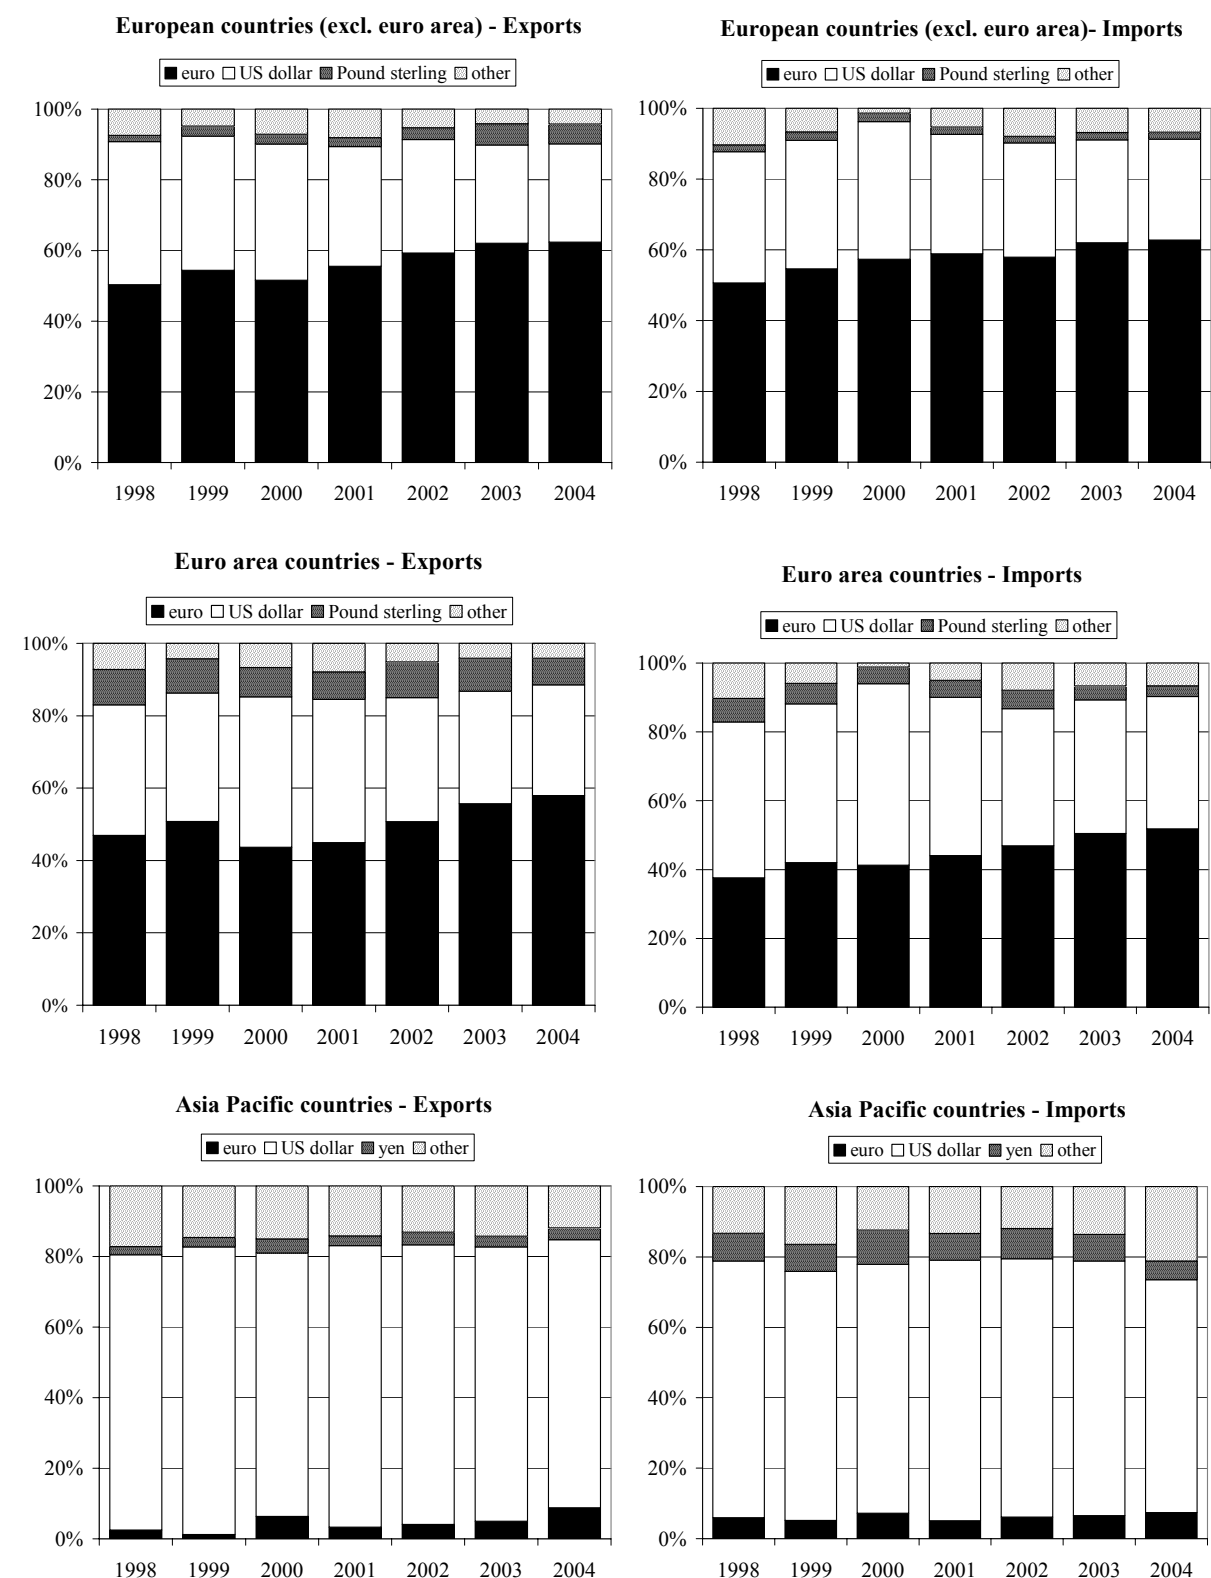 European countries (excl. euro area) - Exports
euro US dollar Pound sterling other
100%
80%
60%
40%
20%
0%
1998 1999 2000 2001 2002 2003 2004
European countries (excl. euro area)- Imports
euro US dollar Pound sterling other
100%
80%
60%
40%
20%
0%
1998 1999 2000 2001 2002 2003 2004
Euro area countries - Exports
euro US dollar Pound sterling other
100%
80%
60%
40%
20%
0%
1998 1999 2000 2001 2002 2003 2004
Euro area countries - Imports
euro US dollar Pound sterling other
100%
80%
60%
40%
20%
0%
1998 1999 2000 2001 2002 2003 2004
Asia Pacific countries - Exports
euro US dollar yen other
100%
80%
60%
40%
20%
0%
1998 1999 2000 2001 2002 2003 2004
Asia Pacific countries - Imports
euro US dollar yen other
100%
80%
60%
40%
20%
0%
1998 1999 2000 2001 2002 2003 2004